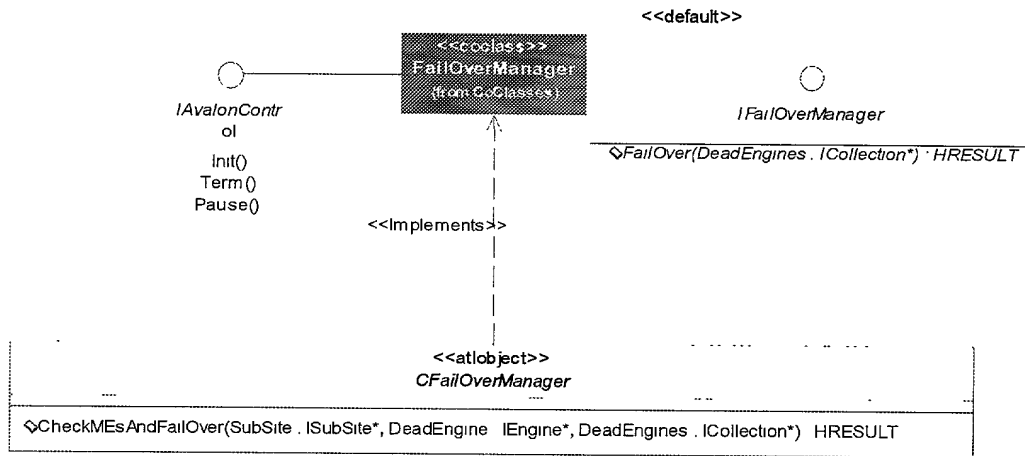 <<default>>
<<coclass>>
FailOverManager
(from CoClasses)
IAvalonContr
ol
Init()
Term()
Pause()
IFailOverManager
FailOver(DeadEngines . ICollection*) : HRESULT
<<Implements>>
<<atlobject>>
CFailOverManager
CheckMEsAndFailOver(SubSite . ISubSite*, DeadEngine IEngine*, DeadEngines . ICollection*) HRESULT